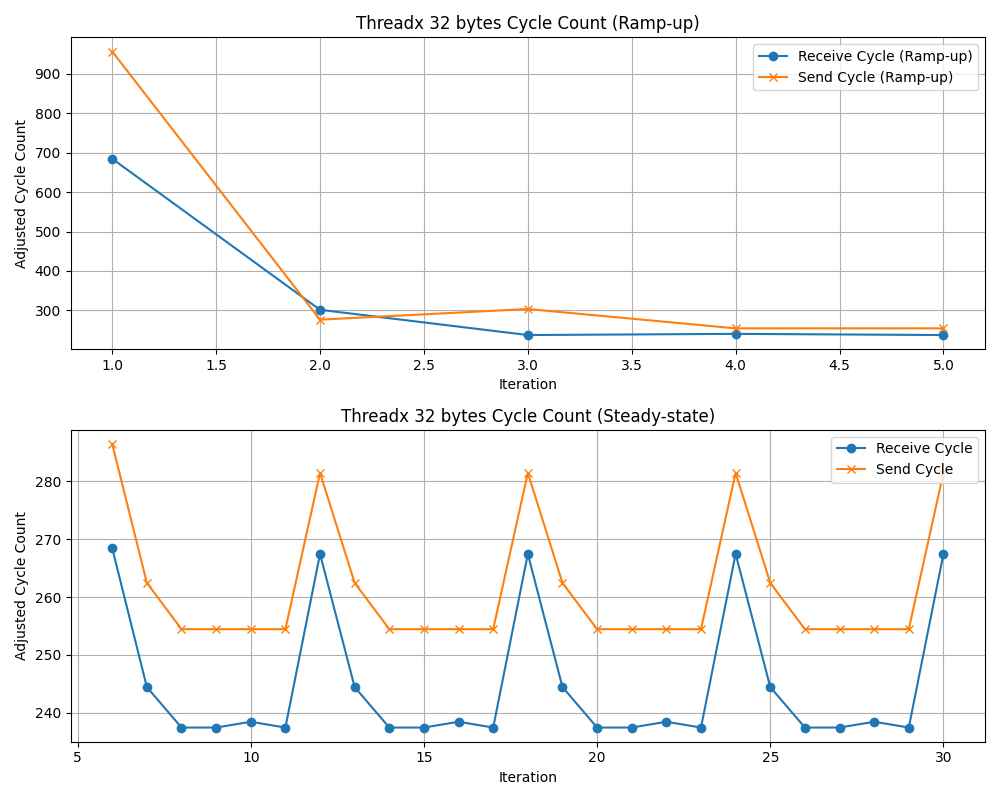 Threadx 32 bytes Cycle Count (Ramp-up)
Adjusted Cycle Count
900
800
700
600
500
400
300
Receive Cycle (Ramp-up)
Send Cycle (Ramp-up)
1.0 1.5 2.0 2.5 3.0 3.5 4.0 4.5 5.0
Iteration
Threadx 32 bytes Cycle Count (Steady-state)
Adjusted Cycle Count
280
270
260
250
240
Receive Cycle
Send Cycle
5 10 15 20 25 30
Iteration